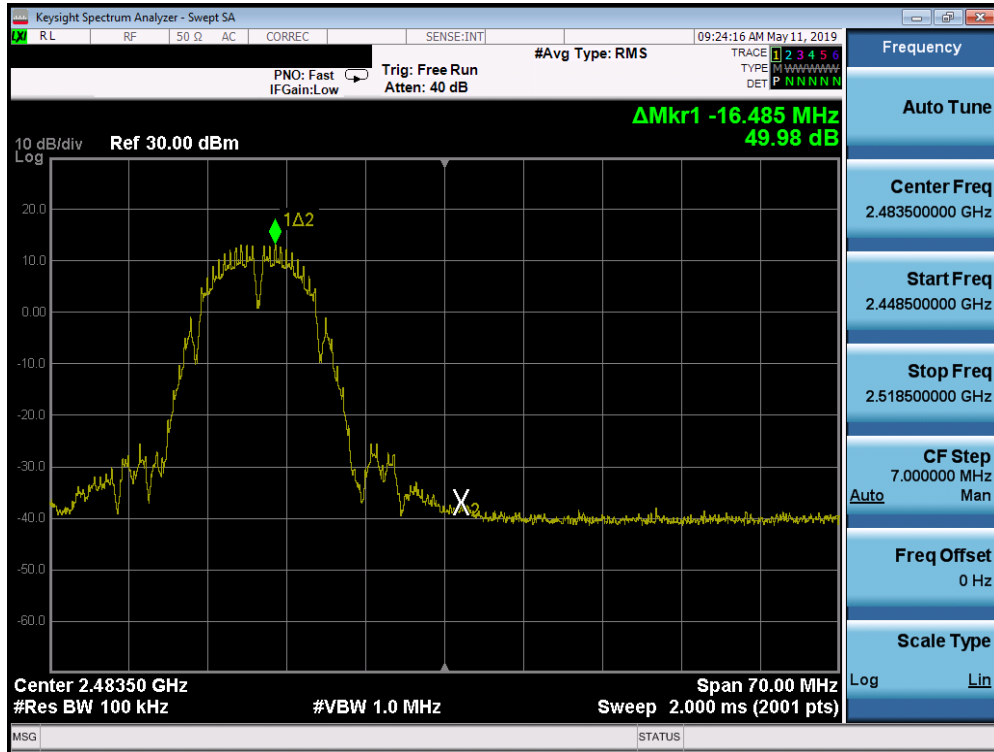 Keysight Spectrum Analyzer - Swept SA
LXI RL RF 50 Ω AC CORREC SENSE:INT 09:24:16 AM May 11, 2019
#Avg Type: RMS TRACE 1 2 3 4 5 6
PNO: Fast Trig: Free Run TYPE M WWWWW
IFGain:Low Atten: 40 dB DET P N N N N N
ΔMkr1 -16.485 MHz
49.98 dB
10 dB/div Ref 30.00 dBm
Log
1Δ2
20.0
10.0
0.00
-10.0
-20.0
-30.0
-40.0
-50.0
-60.0
Center 2.48350 GHz Span 70.00 MHz
#Res BW 100 kHz #VBW 1.0 MHz Sweep 2.000 ms (2001 pts)
MSG STATUS
Frequency
Auto Tune
Center Freq
2.483500000 GHz
Start Freq
2.448500000 GHz
Stop Freq
2.518500000 GHz
CF Step
7.000000 MHz
Auto Man
Freq Offset
0 Hz
Scale Type
Log Lin